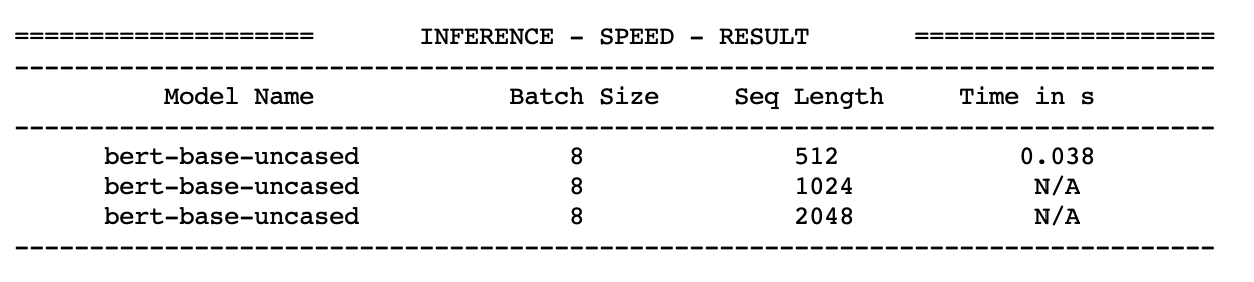 ==================== INFERENCE - SPEED - RESULT ====================
--------------------------------------------------------------------------------
Model Name Batch Size Seq Length Time in s
--------------------------------------------------------------------------------
bert-base-uncased 8 512 0.038
bert-base-uncased 8 1024 N/A
bert-base-uncased 8 2048 N/A
--------------------------------------------------------------------------------